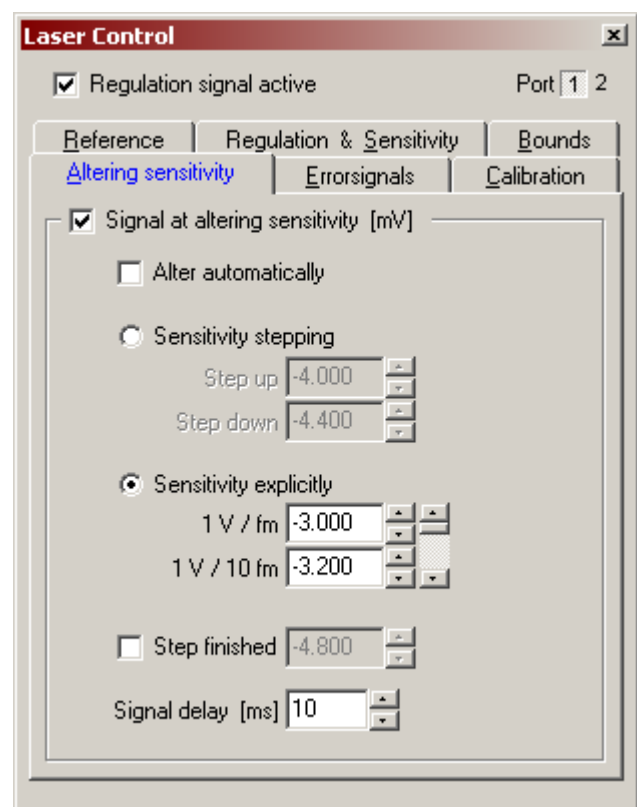 Laser Control
Regulation signal active Port 1 2
Reference Regulation & Sensitivity Bounds
Altering sensitivity Errorsignals Calibration
Signal at altering sensitivity [mV]
Alter automatically
Sensitivity stepping
Step up -4.000
Step down -4.400
Sensitivity explicitly
1 V / fm -3.000
1 V / 10 fm -3.200
Step finished -4.800
Signal delay [ms] 10